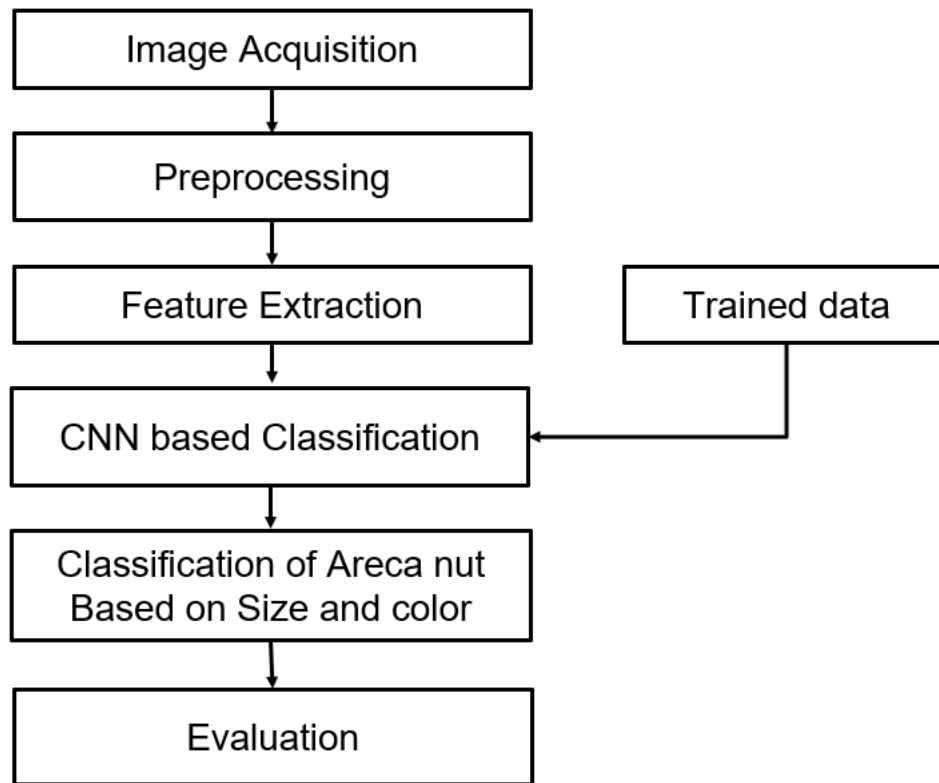 Image Acquisition
Preprocessing
Feature Extraction
Trained data
CNN based Classification
Classification of Areca nut
Based on Size and color
Evaluation